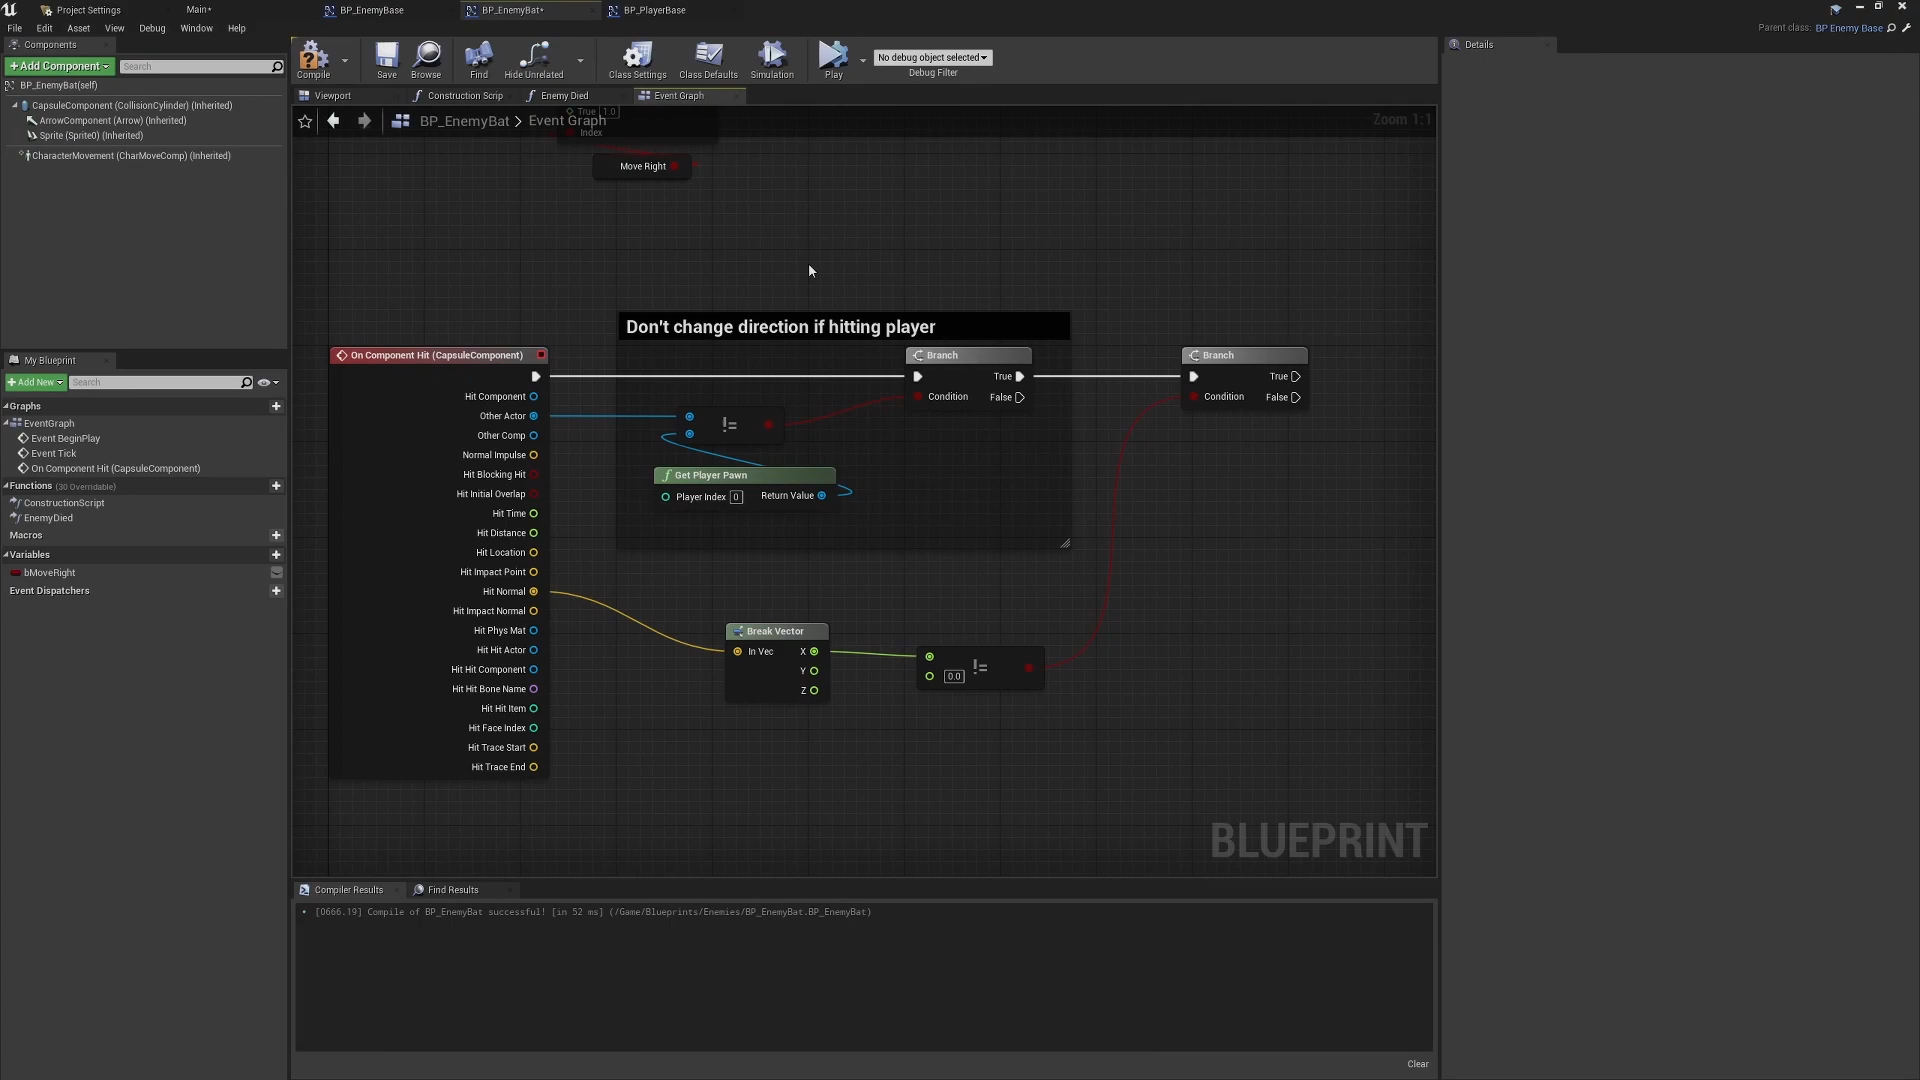 Project Settings
Main*
BP_EnemyBase
BP_EnemyBat*
BP_PlayerBase
File Edit Asset View Debug Window Help
Parent class: BP Enemy Base
Components
+ Add Component
Search
BP_EnemyBat(self)
CapsuleComponent (CollisionCylinder) (Inherited)
ArrowComponent (Arrow) (Inherited)
Sprite (Sprite0) (Inherited)
CharacterMovement (CharMoveComp) (Inherited)
Compile
Save
Browse
Find
Hide Unrelated
Class Settings
Class Defaults
Simulation
Play
No debug object selected
Debug Filter
Details
Viewport
Construction Scrip
Enemy Died
Event Graph
BP_EnemyBat > Event Graph
Zoom 1:1
True 1.0
Index
Move Right
Don't change direction if hitting player
On Component Hit (CapsuleComponent)
Hit Component
Other Actor
Other Comp
Normal Impulse
Hit Blocking Hit
Hit Initial Overlap
Hit Time
Hit Distance
Hit Location
Hit Impact Point
Hit Normal
Hit Impact Normal
Hit Phys Mat
Hit Hit Actor
Hit Hit Component
Hit Hit Bone Name
Hit Hit Item
Hit Face Index
Hit Trace Start
Hit Trace End
!=
Get Player Pawn
Player Index 0
Return Value
Branch
True
Condition
False
Branch
True
Condition
False
Break Vector
In Vec
X
Y
Z
0.0
!=
BLUEPRINT
My Blueprint
+ Add New
Search
Graphs
EventGraph
Event BeginPlay
Event Tick
On Component Hit (CapsuleComponent)
Functions (30 Overridable)
ConstructionScript
EnemyDied
Macros
Variables
bMoveRight
Event Dispatchers
Compiler Results
Find Results
[0666.19] Compile of BP_EnemyBat successful! [in 52 ms] (/Game/Blueprints/Enemies/BP_EnemyBat.BP_EnemyBat)
Clear